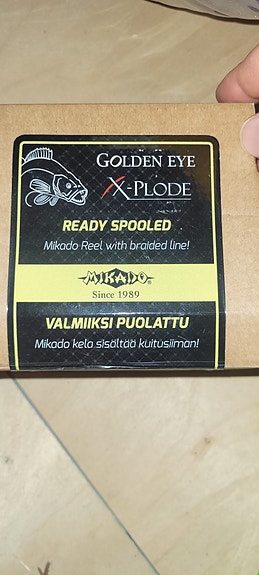 GOLDEN EYE
X-PLODE
READY SPOOLED
Mikado Reel with braided line!
MIKADO®
Since 1989
VALMIIKSI PUOLATTU
Mikado kela sisältää kuitusiiman!